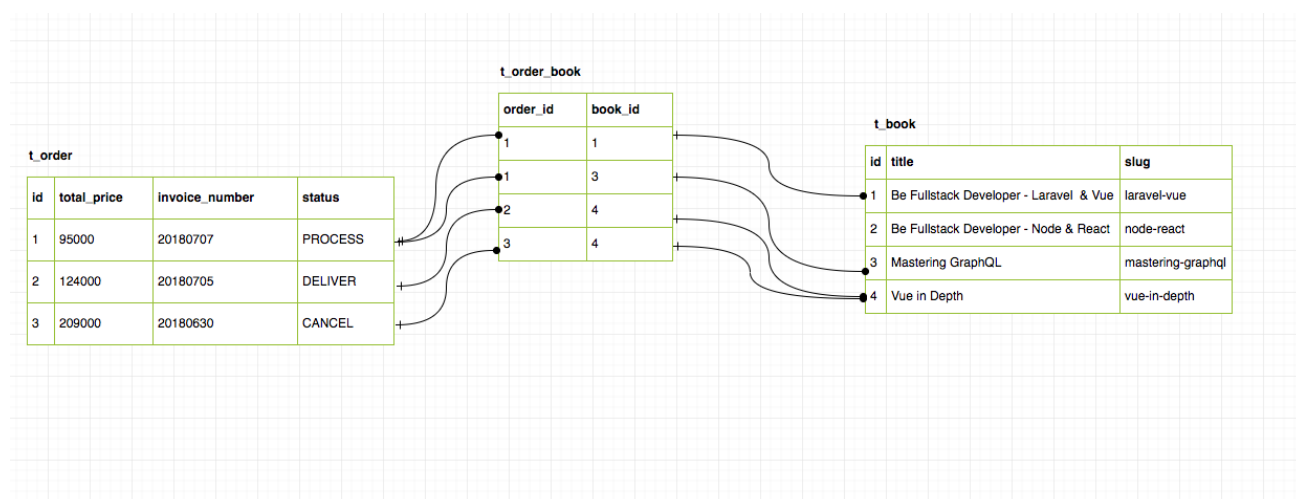 t_order
id total_price invoice_number status
1 95000 20180707 PROCESS
2 124000 20180705 DELIVER
3 209000 20180630 CANCEL
t_order_book
order_id book_id
1 1
1 3
2 4
3 4
t_book
id title slug
1 Be Fullstack Developer - Laravel & Vue laravel-vue
2 Be Fullstack Developer - Node & React node-react
3 Mastering GraphQL mastering-graphql
4 Vue in Depth vue-in-depth